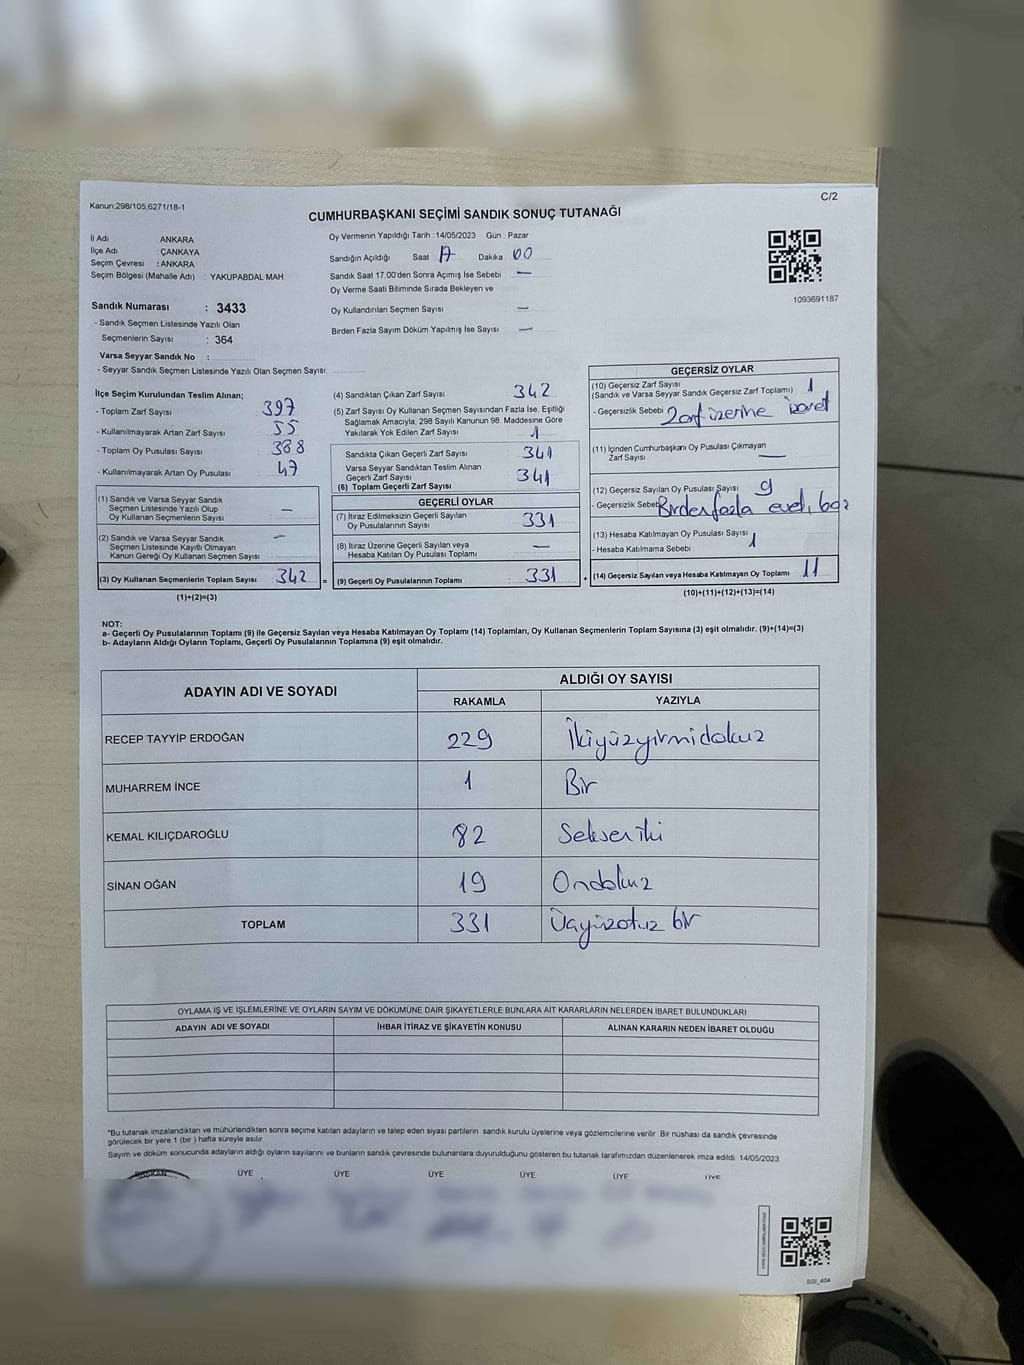 Kanun:298/105,6271/18-1
C/2
CUMHURBAŞKANI SEÇİMİ SANDIK SONUÇ TUTANAĞI
İl Adı ANKARA
İlçe Adı : ÇANKAYA
Seçim Çevresi : ANKARA
Seçim Bölgesi (Mahalle Adı) : YAKUPABDAL MAH.
Sandık Numarası : 3433
- Sandık Seçmen Listesinde Yazılı Olan
Seçmenlerin Sayısı : 364
Varsa Seyyar Sandık No :
- Seyyar Sandık Seçmen Listesinde Yazılı Olan Seçmen Sayısı:
Oy Vermenin Yapıldığı Tarih :14/05/2023 Gün : Pazar
Sandığın Açıldığı Saat 17 Dakika 00
Sandık Saat 17:00'den Sonra Açımış İse Sebebi —
Oy Verme Saati Bitiminde Sırada Bekleyen ve
Oy Kullandırılan Seçmen Sayısı —
Birden Fazla Sayım Döküm Yapılmış İse Sayısı —
1093691187
İlçe Seçim Kurulundan Teslim Alınan;
- Toplam Zarf Sayısı 397
- Kullanılmayarak Artan Zarf Sayısı 55
- Toplam Oy Pusulası Sayısı 388
- Kullanılmayarak Artan Oy Pusulası 47
(1) Sandık ve Varsa Seyyar Sandık
Seçmen Listesinde Yazılı Olup
Oy Kullanan Seçmenlerin Sayısı —
(2) Sandık ve Varsa Seyyar Sandık
Seçmen Listesinde Kayıtlı Olmayan
Kanun Gereği Oy Kullanan Seçmen Sayısı —
(3) Oy Kullanan Seçmenlerin Toplam Sayısı 342 =
(1)+(2)=(3)
(4) Sandıktan Çıkan Zarf Sayısı : 342
(5) Zarf Sayısı Oy Kullanan Seçmen Sayısından Fazla İse, Eşitliği
Sağlamak Amacıyla, 298 Sayılı Kanunun 98. Maddesine Göre
Yakılarak Yok Edilen Zarf Sayısı : 1
Sandıkta Çıkan Geçerli Zarf Sayısı : 341
Varsa Seyyar Sandıktan Teslim Alınan
Geçerli Zarf Sayısı 341
(6) Toplam Geçerli Zarf Sayısı
GEÇERLİ OYLAR
(7) İtiraz Edilmeksizin Geçerli Sayılan
Oy Pusulalarının Sayısı 331
(8) İtiraz Üzerine Geçerli Sayılan veya
Hesaba Katılan Oy Pusulası Toplamı —
(9) Geçerli Oy Pusulalarının Toplamı : 331 +
GEÇERSİZ OYLAR
(10) Geçersiz Zarf Sayısı 1
(Sandık ve Varsa Seyyar Sandık Geçersiz Zarf Toplamı)
- Geçersizlik Sebebi Zarf üzerine
(11) İçinden Cumhurbaşkanı Oy Pusulası Çıkmayan
Zarf Sayısı —
(12) Geçersiz Sayılan Oy Pusulası Sayısı 9
- Geçersizlik Sebebi Birden fazla evet,
(13) Hesaba Katılmayan Oy Pusulası Sayısı 1
- Hesaba Katılmama Sebebi
(14) Geçersiz Sayılan veya Hesaba Katılmayan Oy Toplamı 11
(10)+(11)+(12)+(13)=(14)
NOT:
a- Geçerli Oy Pusulalarının Toplamı (9) ile Geçersiz Sayılan veya Hesaba Katılmayan Oy Toplamı (14) Toplamları, Oy Kullanan Seçmenlerin Toplam Sayısına (3) eşit olmalıdır. (9)+(14)=(3)
b- Adayların Aldığı Oyların Toplamı, Geçerli Oy Pusulalarının Toplamına (9) eşit olmalıdır.
ADAYIN ADI VE SOYADI ALDIĞI OY SAYISI
RAKAMLA YAZIYLA
RECEP TAYYİP ERDOĞAN 229 İkiyüzyirmidokuz
MUHARREM İNCE 1 Bir
KEMAL KILIÇDAROĞLU 82 Seksen iki
SİNAN OĞAN 19 Ondokuz
TOPLAM 331 Üçyüzotuz bir
OYLAMA İŞ VE İŞLEMLERİNE VE OYLARIN SAYIM VE DÖKÜMÜNE DAİR ŞİKAYETLERLE BUNLARA AİT KARARLARIN NELERDEN İBARET BULUNDUKLARI
ADAYIN ADI VE SOYADI İHBAR İTİRAZ VE ŞİKAYETİN KONUSU ALINAN KARARIN NEDEN İBARET OLDUĞU
*Bu tutanak imzalandıktan ve mühürlendikten sonra seçime katılan adayların ve talep eden siyasi partilerin sandık kurulu üyelerine veya gözlemcilerine verilir. Bir nüshası da sandık çevresinde
görülecek bir yere 1 (bir ) hafta süreyle asılır.
Sayım ve döküm sonucunda adayların aldığı oyların sayılarını ve bunların sandık çevresinde bulunanlara duyurulduğunu gösteren bu tutanak tarafımızdan düzenlenerek imza edildi. 14/05/2023
BAŞKAN ÜYE ÜYE ÜYE ÜYE ÜYE ÜYE
SSI_404